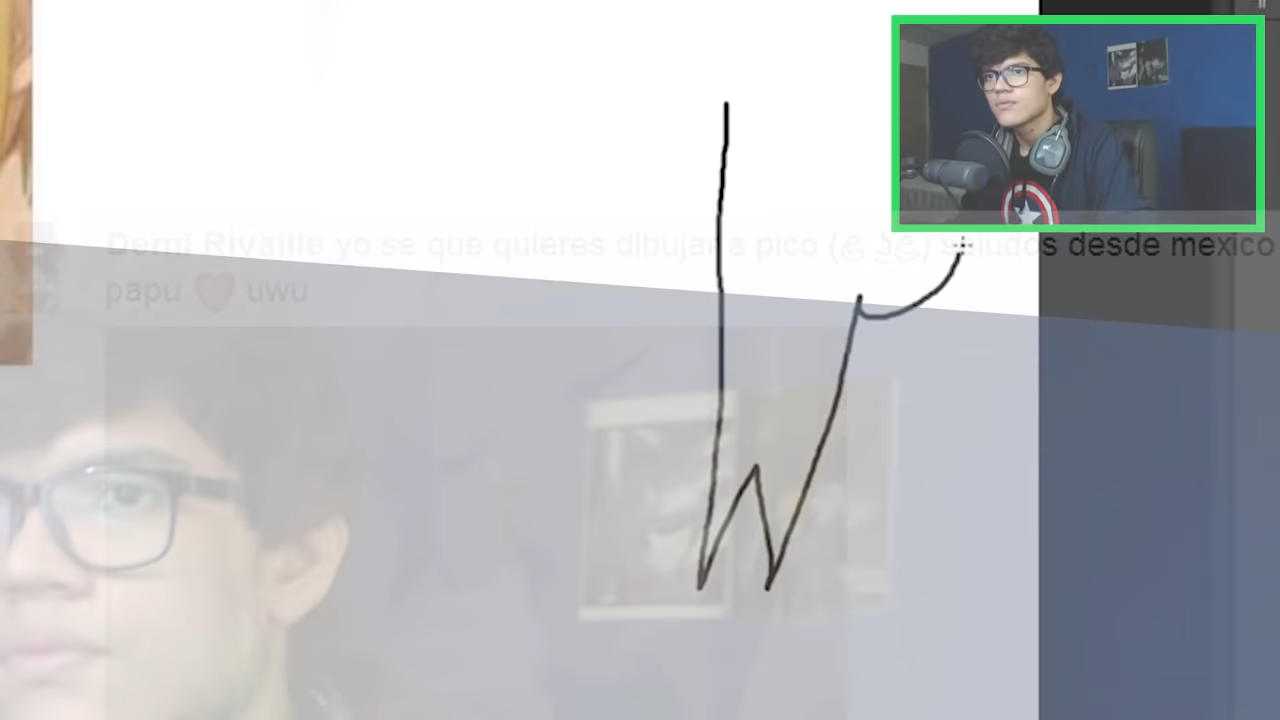 Demi Rivaille yo se que quieres dibujar a pico (ಿ ڡ ಿ) saludos desde mexico
papu ❤ uwu